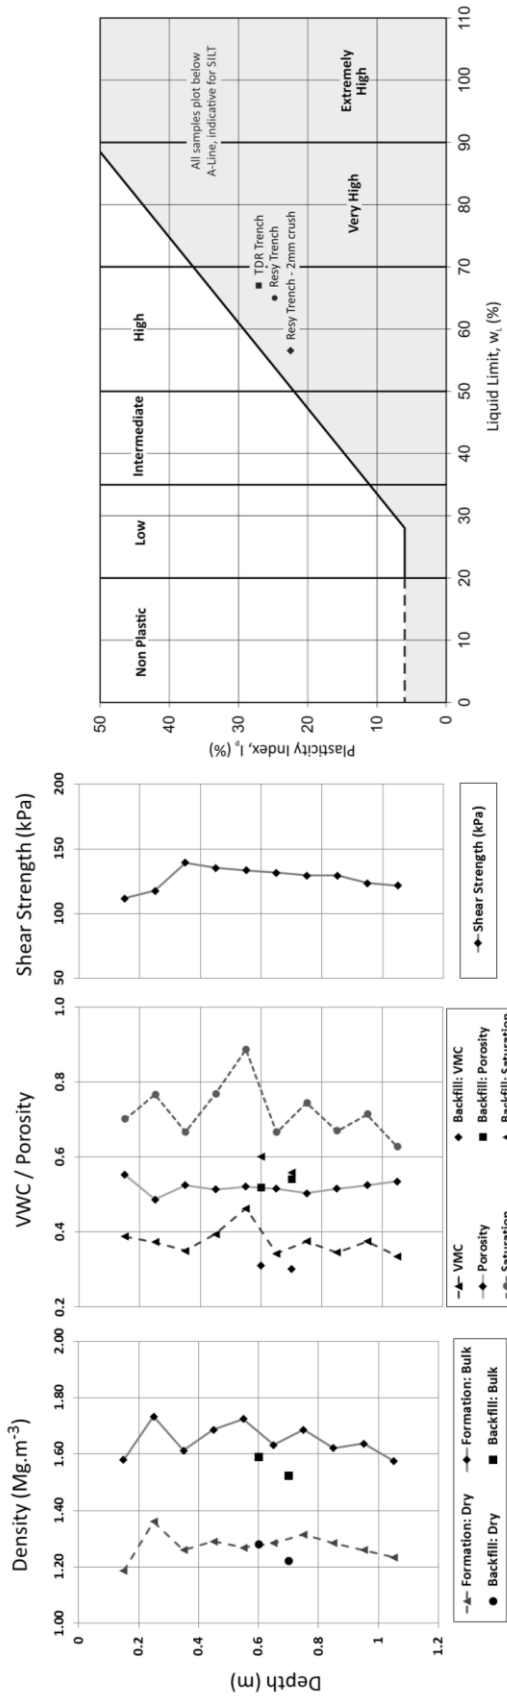 Density (Mg.m-3)
1.00
1.20
1.40
1.60
1.80
2.00
0
0.2
0.4
0.6
0.8
1
1.2
Depth (m)
Formation: Dry
Formation: Bulk
Backfill: Dry
Backfill: Bulk
VWC / Porosity
0.2
0.4
0.6
0.8
1.0
VMC
Backfill: VMC
Porosity
Backfill: Porosity
Saturation
Backfill: Saturation
Shear Strength (kPa)
50
100
150
200
Shear Strength (kPa)
Plasticity Index, Ip (%)
50
40
30
20
10
0
Non Plastic
Low
Intermediate
High
Very High
Extremely
High
All samples plot below
A-Line, indicative for SILT
TDR Trench
Resy Trench
Resy Trench - 2mm crush
0
10
20
30
40
50
60
70
80
90
100
110
Liquid Limit, wL (%)